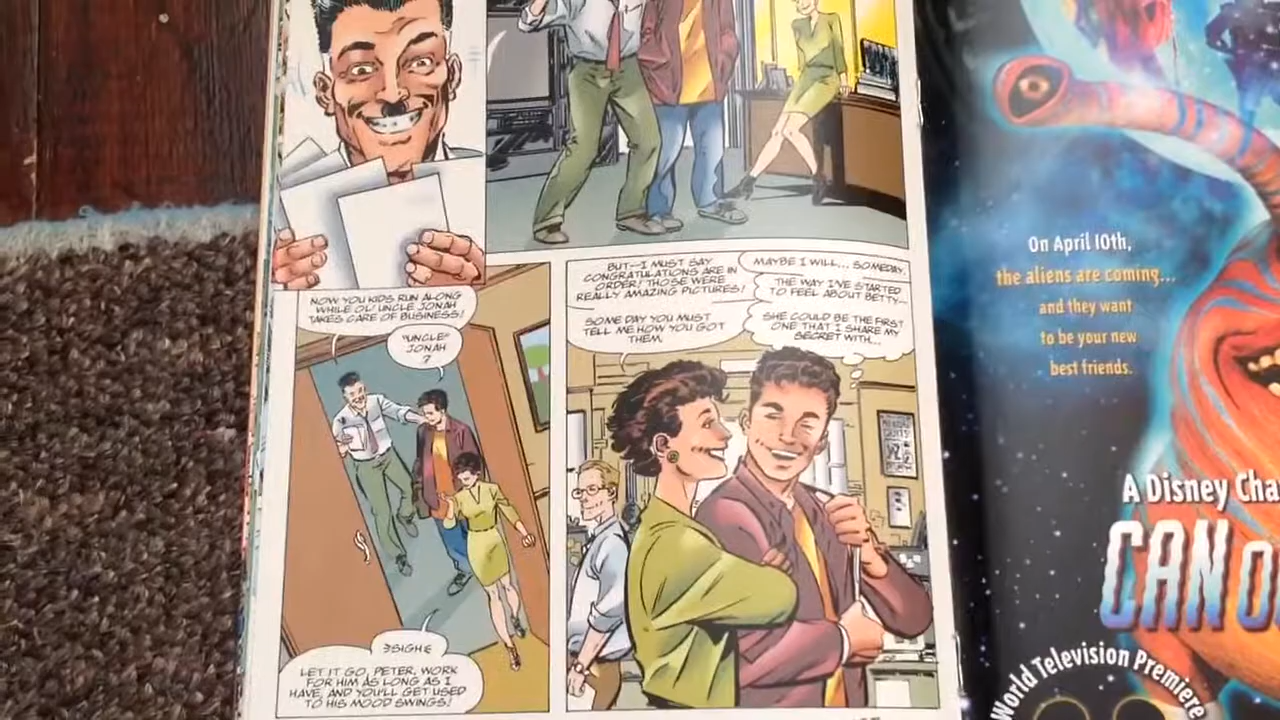 NOW YOU KIDS RUN ALONG
WHILE OL' UNCLE JONAH
TAKES CARE OF BUSINESS!
"UNCLE"
JONAH
?
BUT--I MUST SAY
CONGRATULATIONS ARE IN
ORDER! THOSE WERE
REALLY AMAZING PICTURES!
SOME DAY YOU MUST
TELL ME HOW YOU GOT
THEM.
MAYBE I WILL... SOMEDAY.
THE WAY I'VE STARTED
TO FEEL ABOUT BETTY--
SHE COULD BE THE FIRST
ONE THAT I SHARE MY
SECRET WITH...
SIGH
LET IT GO, PETER. WORK
FOR HIM AS LONG AS I
HAVE, AND YOU'LL GET USED
TO HIS MOOD SWINGS!
On April 10th,
the aliens are coming...
and they want
to be your new
best friends.
A Disney Cha
CAN O
World Television Premiere